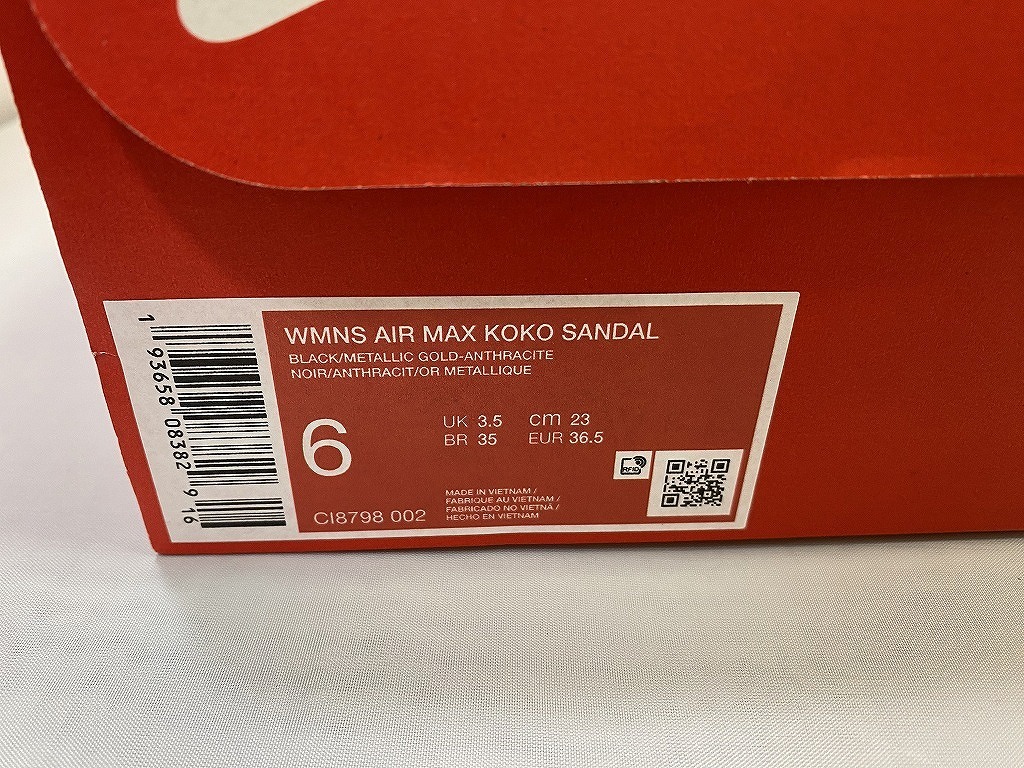 WMNS AIR MAX KOKO SANDAL
BLACK/METALLIC GOLD-ANTHRACITE
NOIR/ANTHRACIT/OR METALLIQUE
6
UK 3.5 cm 23
BR 35 EUR 36.5
RFID
CI8798 002
MADE IN VIETNAM /
FABRIQUE AU VIETNAM /
FABRICADO NO VIETNÃ /
HECHO EN VIETNAM
1 93658 08382 9 16